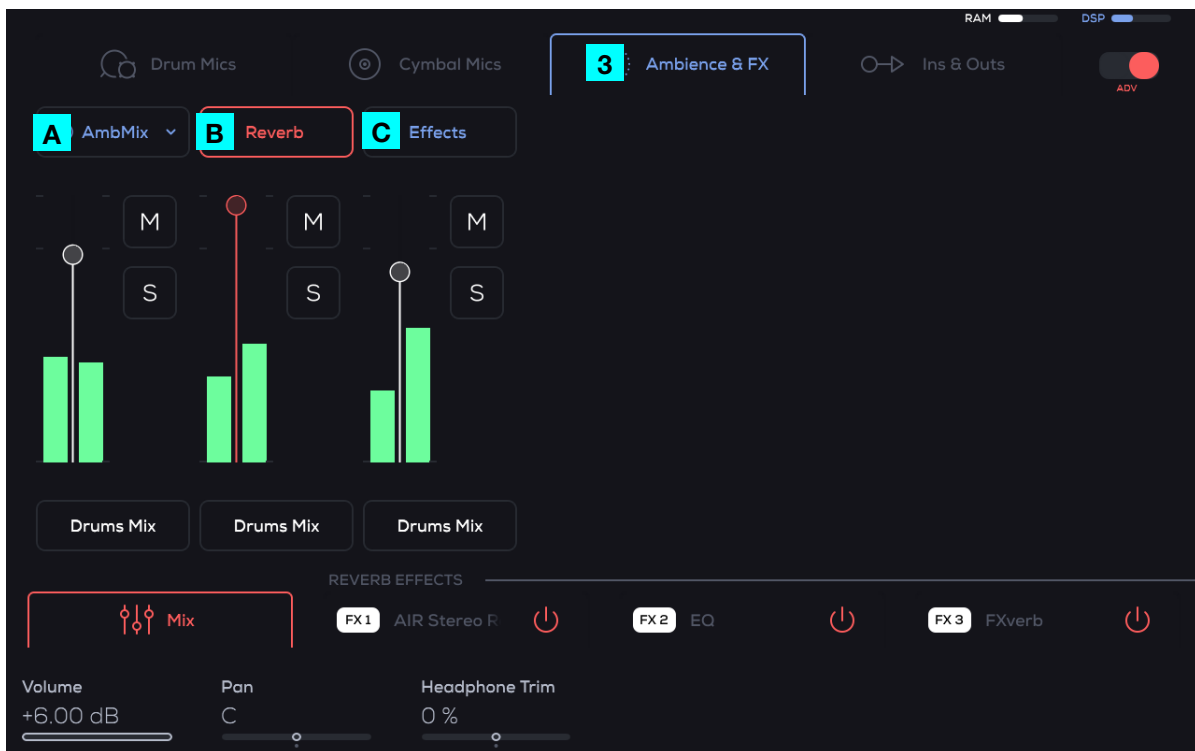 RAM DSP
Drum Mics Cymbal Mics 3 Ambience & FX Ins & Outs
ADV
A AmbMix B Reverb C Effects
M M M
S S S
Drums Mix Drums Mix Drums Mix
REVERB EFFECTS
Mix FX 1 AIR Stereo R FX 2 EQ FX 3 FXverb
Volume Pan Headphone Trim
+6.00 dB C 0 %